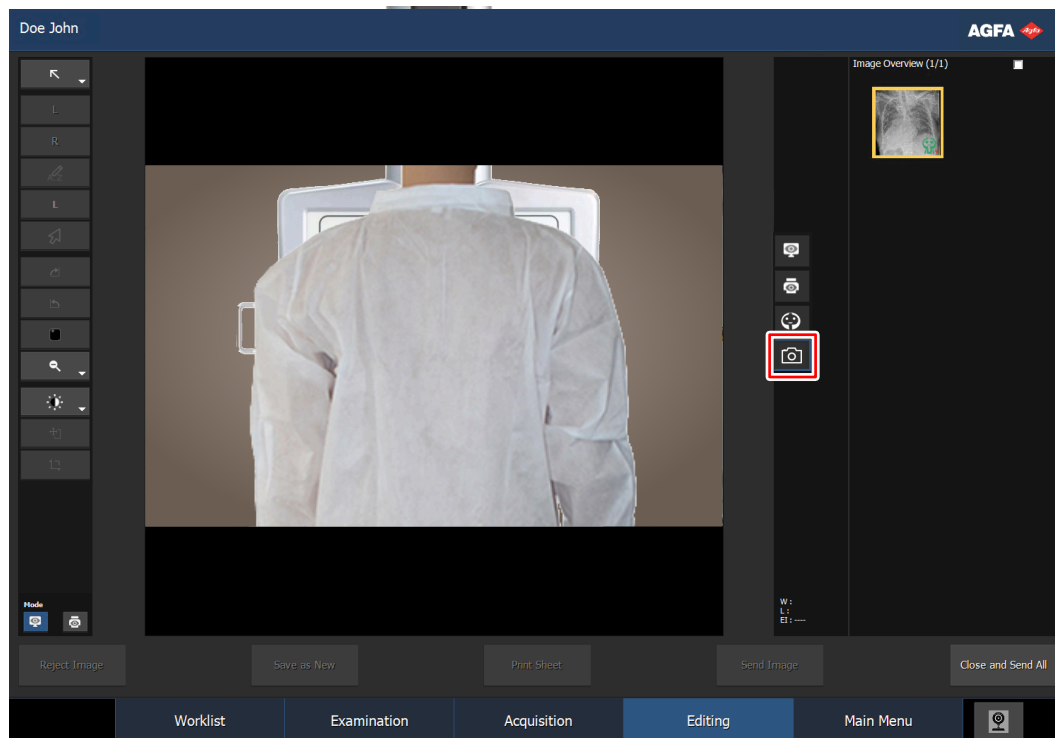 Doe John
AGFA
Agfa
Image Overview (1/1)
L
R
L
Mode
W :
L :
EI : ----
Reject Image
Save as New
Print Sheet
Send Image
Close and Send All
Worklist
Examination
Acquisition
Editing
Main Menu